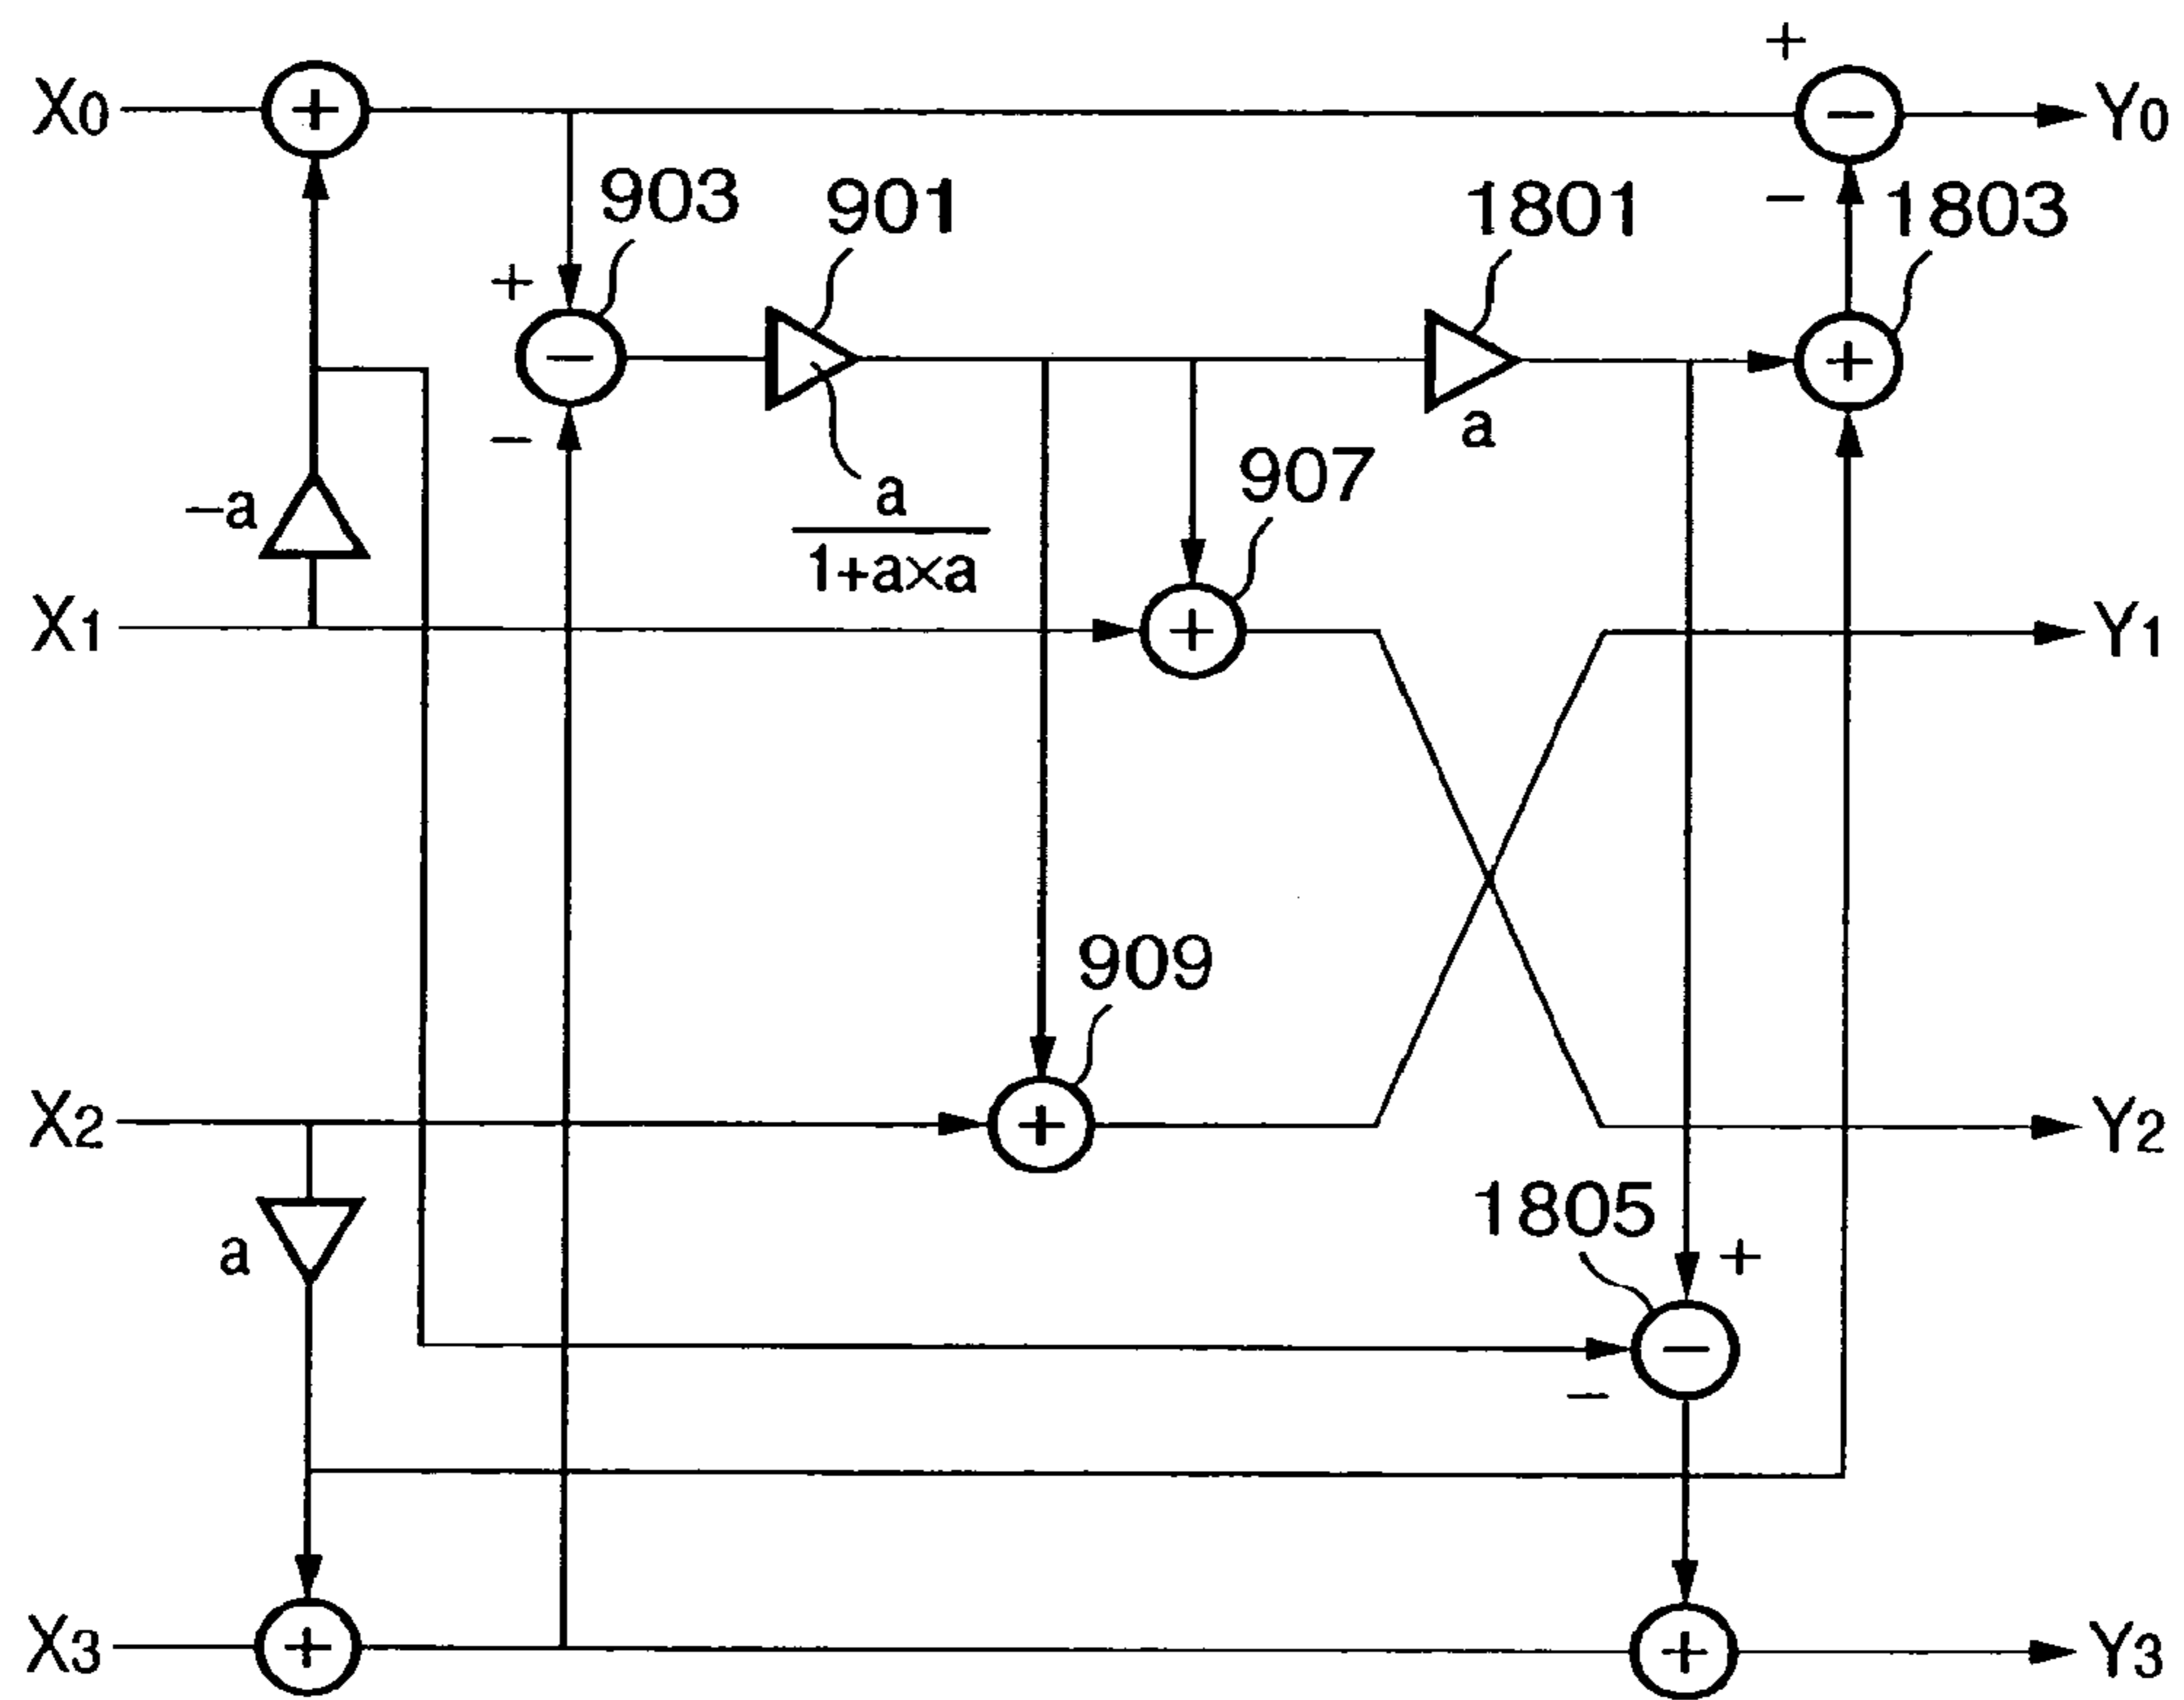 +
X0 + − Y0
903 901 1801 − 1803
+
− +
−
a
−a a 907
1+a×a
X1 + Y1
909
X2 + Y2
1805
a +
−
−
X3 + + Y3